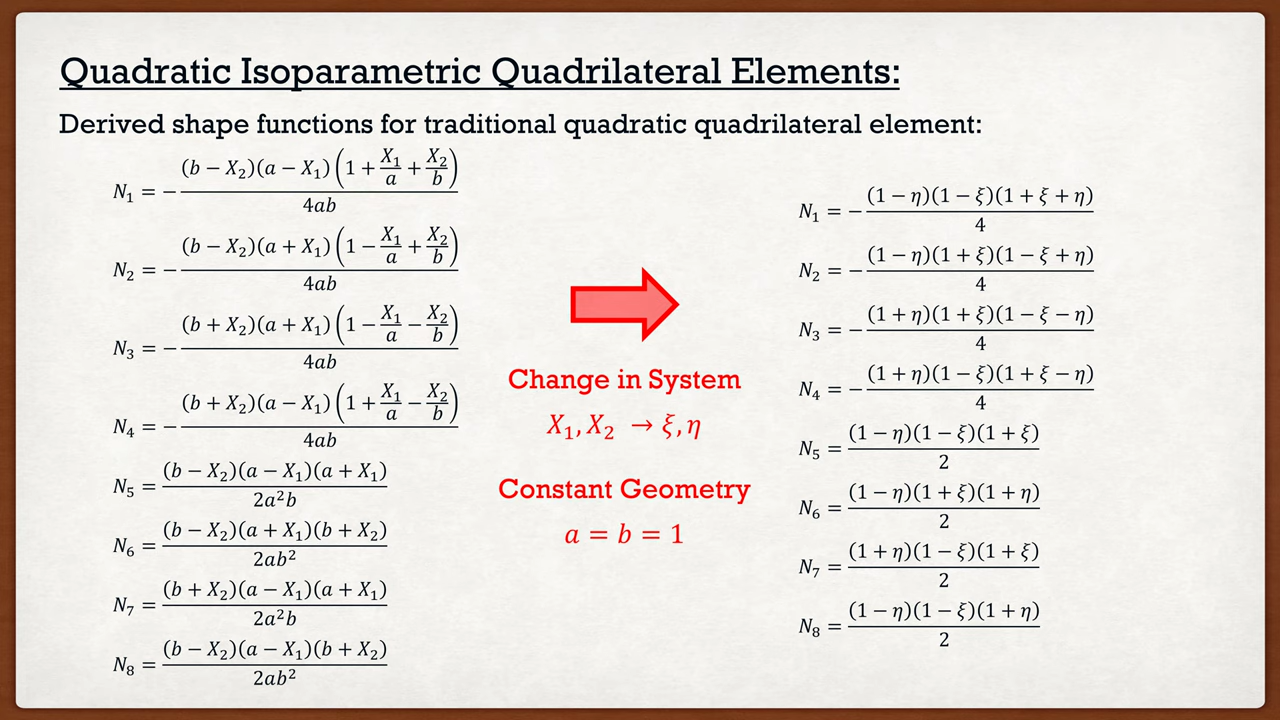 Quadratic Isoparametric Quadrilateral Elements:
Derived shape functions for traditional quadratic quadrilateral element:
N₁ = −(b − X₂)(a − X₁)(1 + X₁/a + X₂/b)/4ab
N₂ = −(b − X₂)(a + X₁)(1 − X₁/a + X₂/b)/4ab
N₃ = −(b + X₂)(a + X₁)(1 − X₁/a − X₂/b)/4ab
N₄ = −(b + X₂)(a − X₁)(1 + X₁/a − X₂/b)/4ab
N₅ = (b − X₂)(a − X₁)(a + X₁)/2a²b
N₆ = (b − X₂)(a + X₁)(b + X₂)/2ab²
N₇ = (b + X₂)(a − X₁)(a + X₁)/2a²b
N₈ = (b − X₂)(a − X₁)(b + X₂)/2ab²
Change in System
X₁, X₂ → ξ, η
Constant Geometry
a = b = 1
N₁ = −(1 − η)(1 − ξ)(1 + ξ + η)/4
N₂ = −(1 − η)(1 + ξ)(1 − ξ + η)/4
N₃ = −(1 + η)(1 + ξ)(1 − ξ − η)/4
N₄ = −(1 + η)(1 − ξ)(1 + ξ − η)/4
N₅ = (1 − η)(1 − ξ)(1 + ξ)/2
N₆ = (1 − η)(1 + ξ)(1 + η)/2
N₇ = (1 + η)(1 − ξ)(1 + ξ)/2
N₈ = (1 − η)(1 − ξ)(1 + η)/2